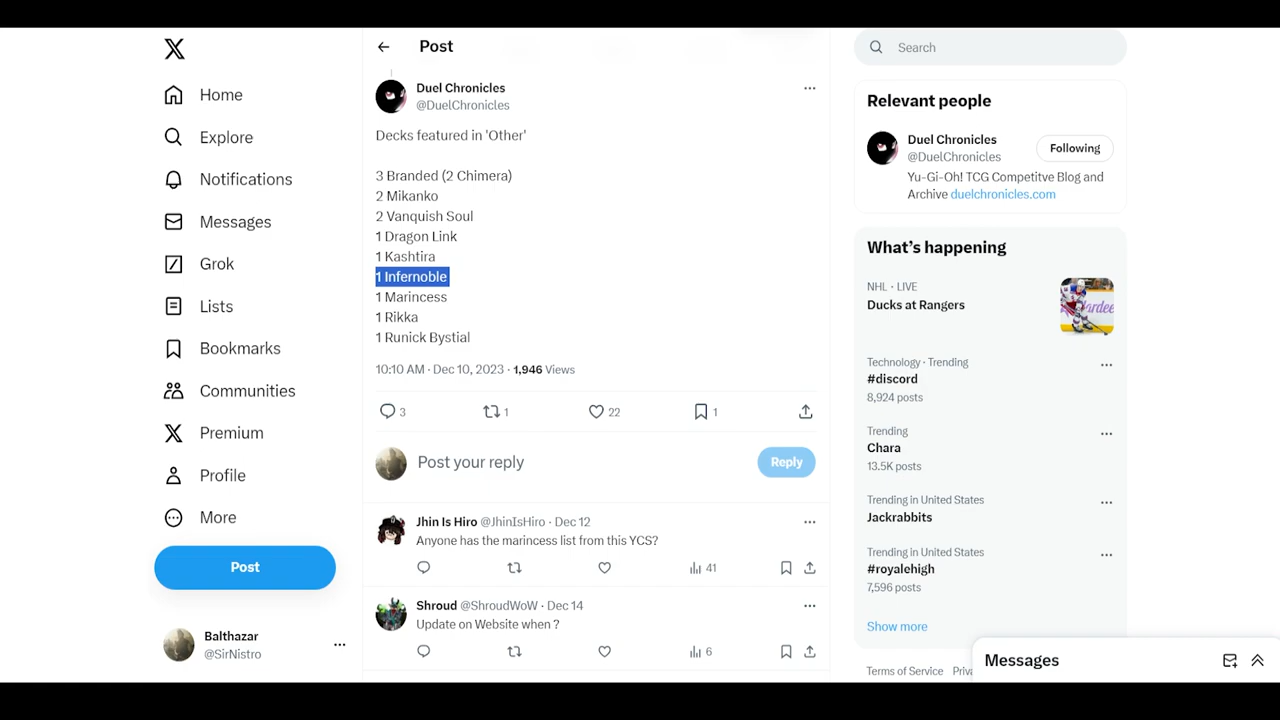 Home
Explore
Notifications
Messages
Grok
Lists
Bookmarks
Communities
Premium
Profile
More
Post
Balthazar
@SirNistro
Post
Duel Chronicles
@DuelChronicles
Decks featured in 'Other'
3 Branded (2 Chimera)
2 Mikanko
2 Vanquish Soul
1 Dragon Link
1 Kashtira
1 Infernoble
1 Marincess
1 Rikka
1 Runick Bystial
10:10 AM · Dec 10, 2023 · 1,946 Views
3 1 22 1
Post your reply
Reply
Jhin Is Hiro @JhinIsHiro · Dec 12
Anyone has the marincess list from this YCS?
41
Shroud @ShroudWoW · Dec 14
Update on Website when ?
6
Search
Relevant people
Duel Chronicles
@DuelChronicles
Following
Yu-Gi-Oh! TCG Competitve Blog and
Archive duelchronicles.com
What's happening
NHL · LIVE
Ducks at Rangers
Technology · Trending
#discord
8,924 posts
Trending
Chara
13.5K posts
Trending in United States
Jackrabbits
Trending in United States
#royalehigh
7,596 posts
Show more
Terms of Service
Messages